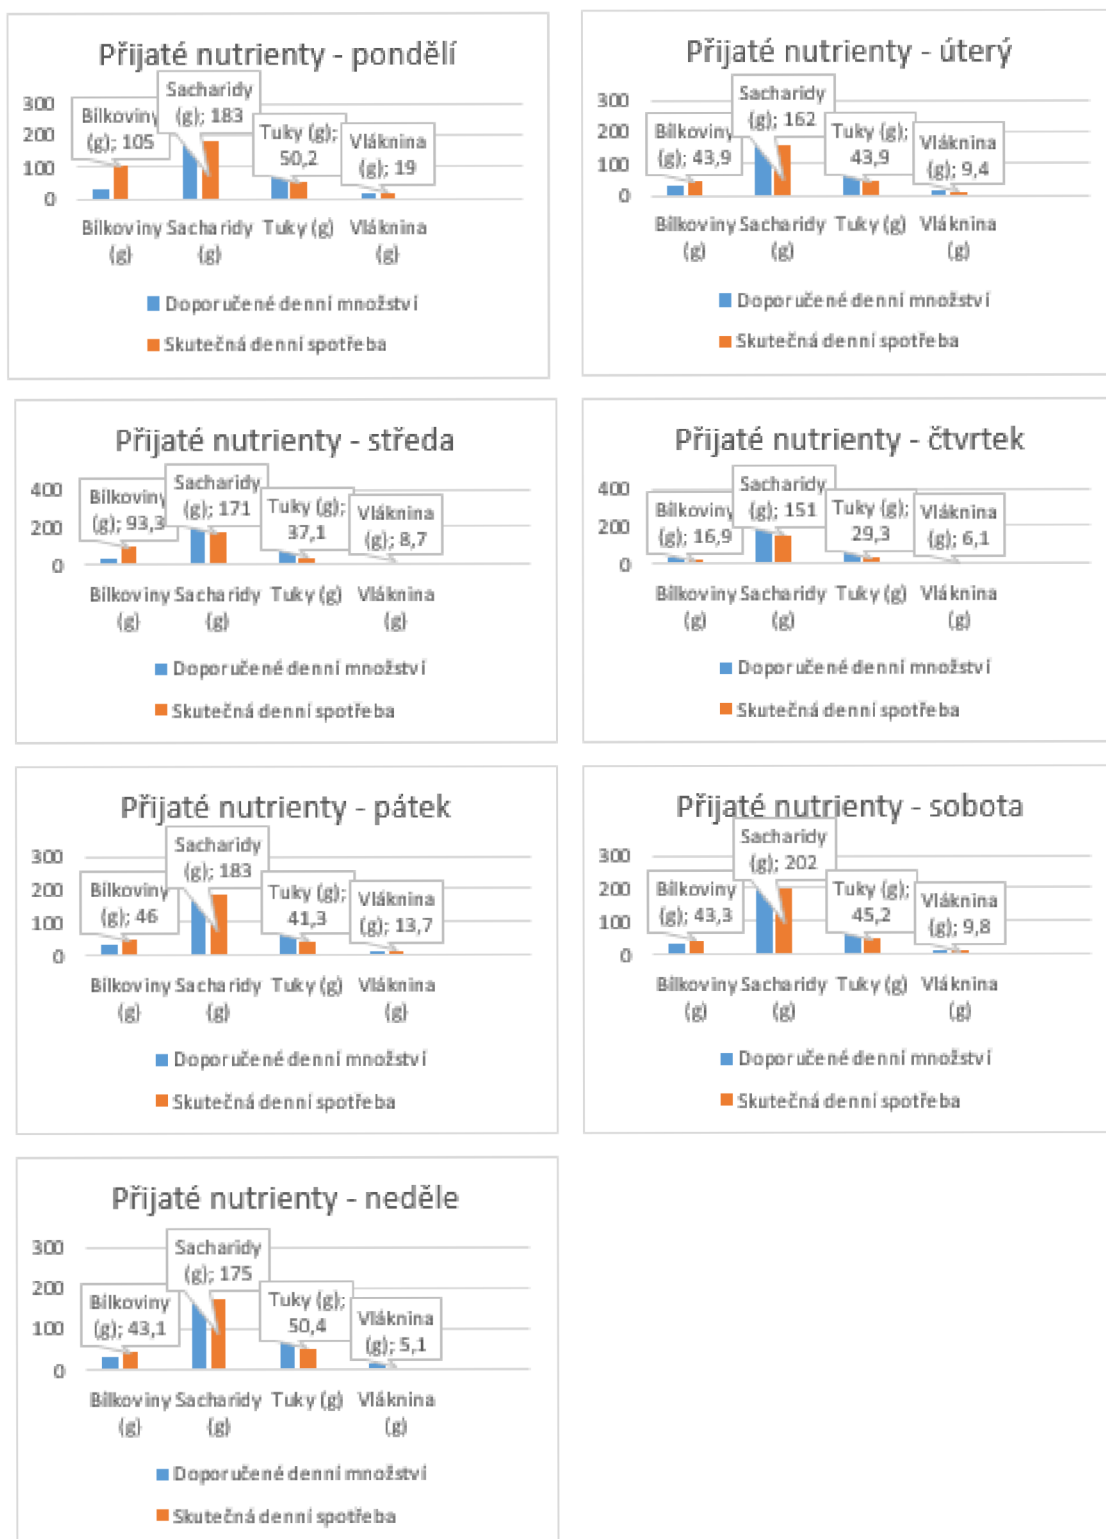 Přijaté nutrienty - pondělí
Sacharidy
(g); 183
Bílkoviny
(g); 105
Tuky (g);
50,2
Vláknina
(g); 19
300
200
100
0
Bílkoviny Sacharidy Tuky (g) Vláknina
(g) (g) (g)
Doporučené denní množství
Skutečná denní spotřeba
Přijaté nutrienty - úterý
Sacharidy
(g); 162
Bílkoviny
(g); 43,9
Tuky (g);
43,9
Vláknina
(g); 9,4
300
200
100
0
Bílkoviny Sacharidy Tuky (g) Vláknina
(g) (g) (g)
Doporučené denní množství
Skutečná denní spotřeba
Přijaté nutrienty - středa
Sacharidy
(g); 171
Bílkoviny
(g); 93,3
Tuky (g);
37,1
Vláknina
(g); 8,7
400
200
0
Bílkoviny Sacharidy Tuky (g) Vláknina
(g) (g) (g)
Doporučené denní množství
Skutečná denní spotřeba
Přijaté nutrienty - čtvrtek
Sacharidy
(g); 151
Bílkoviny
(g); 16,9
Tuky (g);
29,3
Vláknina
(g); 6,1
400
200
0
Bílkoviny Sacharidy Tuky (g) Vláknina
(g) (g) (g)
Doporučené denní množství
Skutečná denní spotřeba
Přijaté nutrienty - pátek
Sacharidy
(g); 183
Bílkoviny
(g); 46
Tuky (g);
41,3
Vláknina
(g); 13,7
300
200
100
0
Bílkoviny Sacharidy Tuky (g) Vláknina
(g) (g) (g)
Doporučené denní množství
Skutečná denní spotřeba
Přijaté nutrienty - sobota
Sacharidy
(g); 202
Bílkoviny
(g); 43,3
Tuky (g);
45,2
Vláknina
(g); 9,8
300
200
100
0
Bílkoviny Sacharidy Tuky (g) Vláknina
(g) (g) (g)
Doporučené denní množství
Skutečná denní spotřeba
Přijaté nutrienty - neděle
Sacharidy
(g); 175
Bílkoviny
(g); 43,1
Tuky (g);
50,4
Vláknina
(g); 5,1
300
200
100
0
Bílkoviny Sacharidy Tuky (g) Vláknina
(g) (g) (g)
Doporučené denní množství
Skutečná denní spotřeba